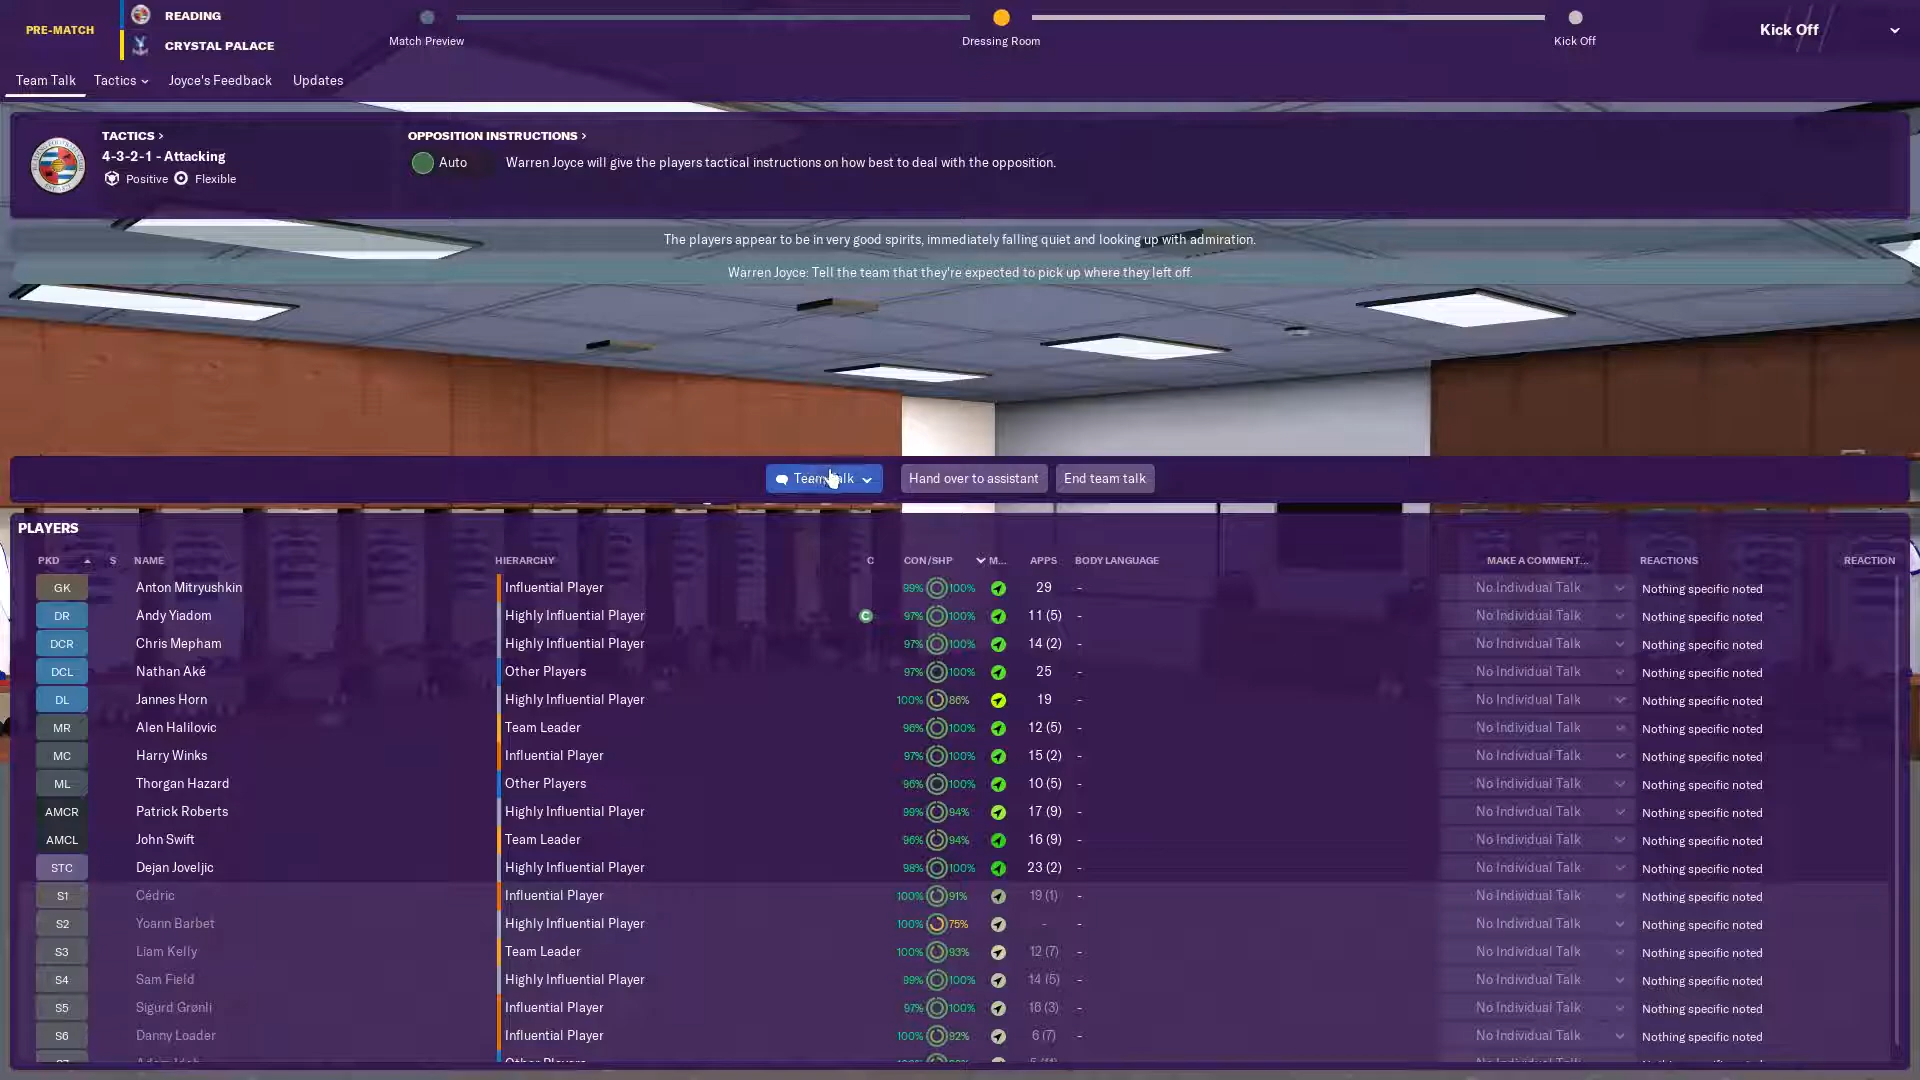 PRE-MATCH
READING
CRYSTAL PALACE
Match Preview
Dressing Room
Kick Off
Kick Off
Team Talk Tactics Joyce's Feedback Updates
TACTICS >
4-3-2-1 - Attacking
Positive Flexible
OPPOSITION INSTRUCTIONS >
Auto Warren Joyce will give the players tactical instructions on how best to deal with the opposition.
The players appear to be in very good spirits, immediately falling quiet and looking up with admiration.
Warren Joyce: Tell the team that they're expected to pick up where they left off.
Team Talk Hand over to assistant End team talk
PLAYERS
PKD S NAME HIERARCHY C CON/SHP M... APPS BODY LANGUAGE MAKE A COMMENT... REACTIONS REACTION
GK Anton Mitryushkin Influential Player 99% 100% 29 - No Individual Talk Nothing specific noted
DR Andy Yiadom Highly Influential Player C 97% 100% 11 (5) - No Individual Talk Nothing specific noted
DCR Chris Mepham Highly Influential Player 97% 100% 14 (2) - No Individual Talk Nothing specific noted
DCL Nathan Aké Other Players 97% 100% 25 - No Individual Talk Nothing specific noted
DL Jannes Horn Highly Influential Player 100% 86% 19 - No Individual Talk Nothing specific noted
MR Alen Halilovic Team Leader 96% 100% 12 (5) - No Individual Talk Nothing specific noted
MC Harry Winks Influential Player 97% 100% 15 (2) - No Individual Talk Nothing specific noted
ML Thorgan Hazard Other Players 96% 100% 10 (5) - No Individual Talk Nothing specific noted
AMCR Patrick Roberts Highly Influential Player 99% 94% 17 (9) - No Individual Talk Nothing specific noted
AMCL John Swift Team Leader 96% 94% 16 (9) - No Individual Talk Nothing specific noted
STC Dejan Joveljic Highly Influential Player 98% 100% 23 (2) - No Individual Talk Nothing specific noted
S1 Cédric Influential Player 100% 91% 19 (1) - No Individual Talk Nothing specific noted
S2 Yoann Barbet Highly Influential Player 100% 75% - - No Individual Talk Nothing specific noted
S3 Liam Kelly Team Leader 100% 93% 12 (7) - No Individual Talk Nothing specific noted
S4 Sam Field Highly Influential Player 99% 100% 14 (5) - No Individual Talk Nothing specific noted
S5 Sigurd Grønli Influential Player 97% 100% 16 (3) - No Individual Talk Nothing specific noted
S6 Danny Loader Influential Player 100% 92% 6 (7) - No Individual Talk Nothing specific noted
Other Players